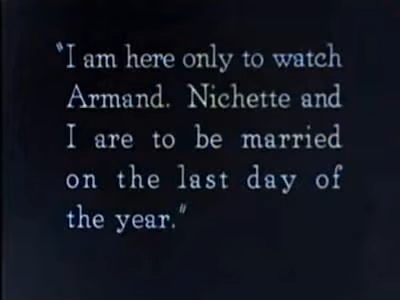 "I am here only to watch
Armand. Nichette and
I are to be married
on the last day of
the year."